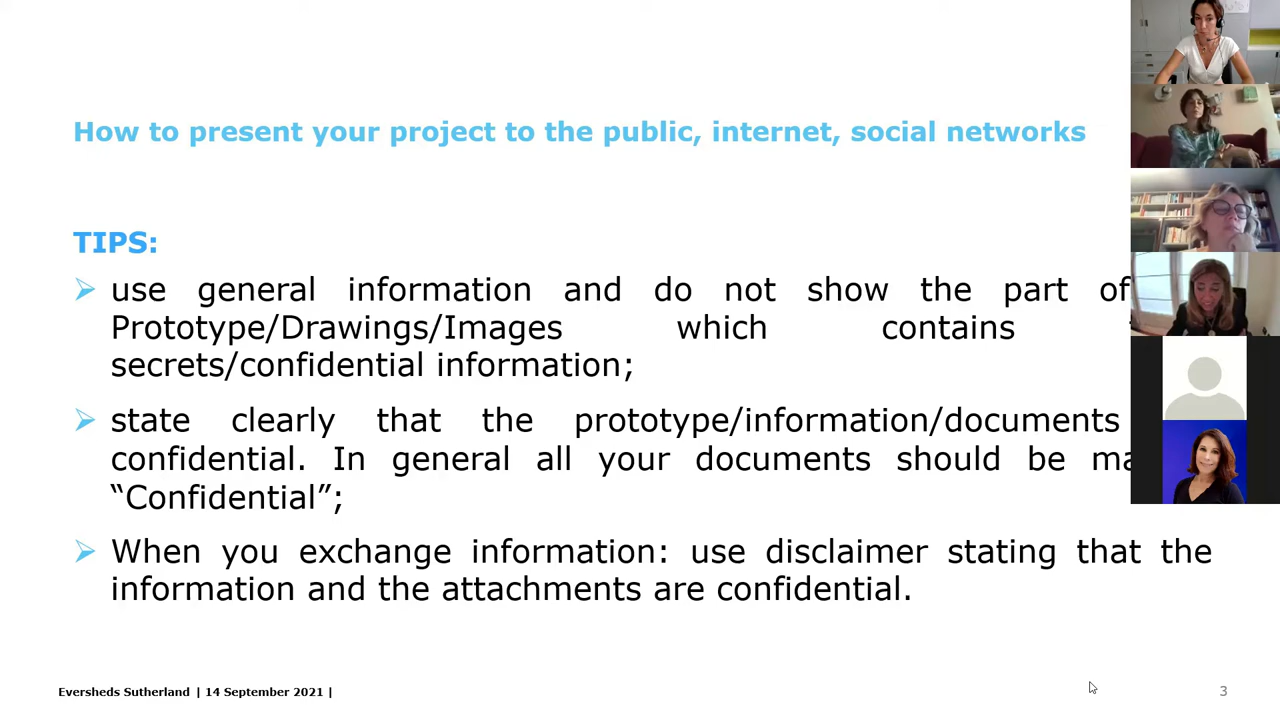 How to present your project to the public, internet, social networks
TIPS:
➢ use general information and do not show the part of
Prototype/Drawings/Images which contains
secrets/confidential information;
➢ state clearly that the prototype/information/documents
confidential. In general all your documents should be
“Confidential”;
➢ When you exchange information: use disclaimer stating that the
information and the attachments are confidential.
Eversheds Sutherland | 14 September 2021 |
3